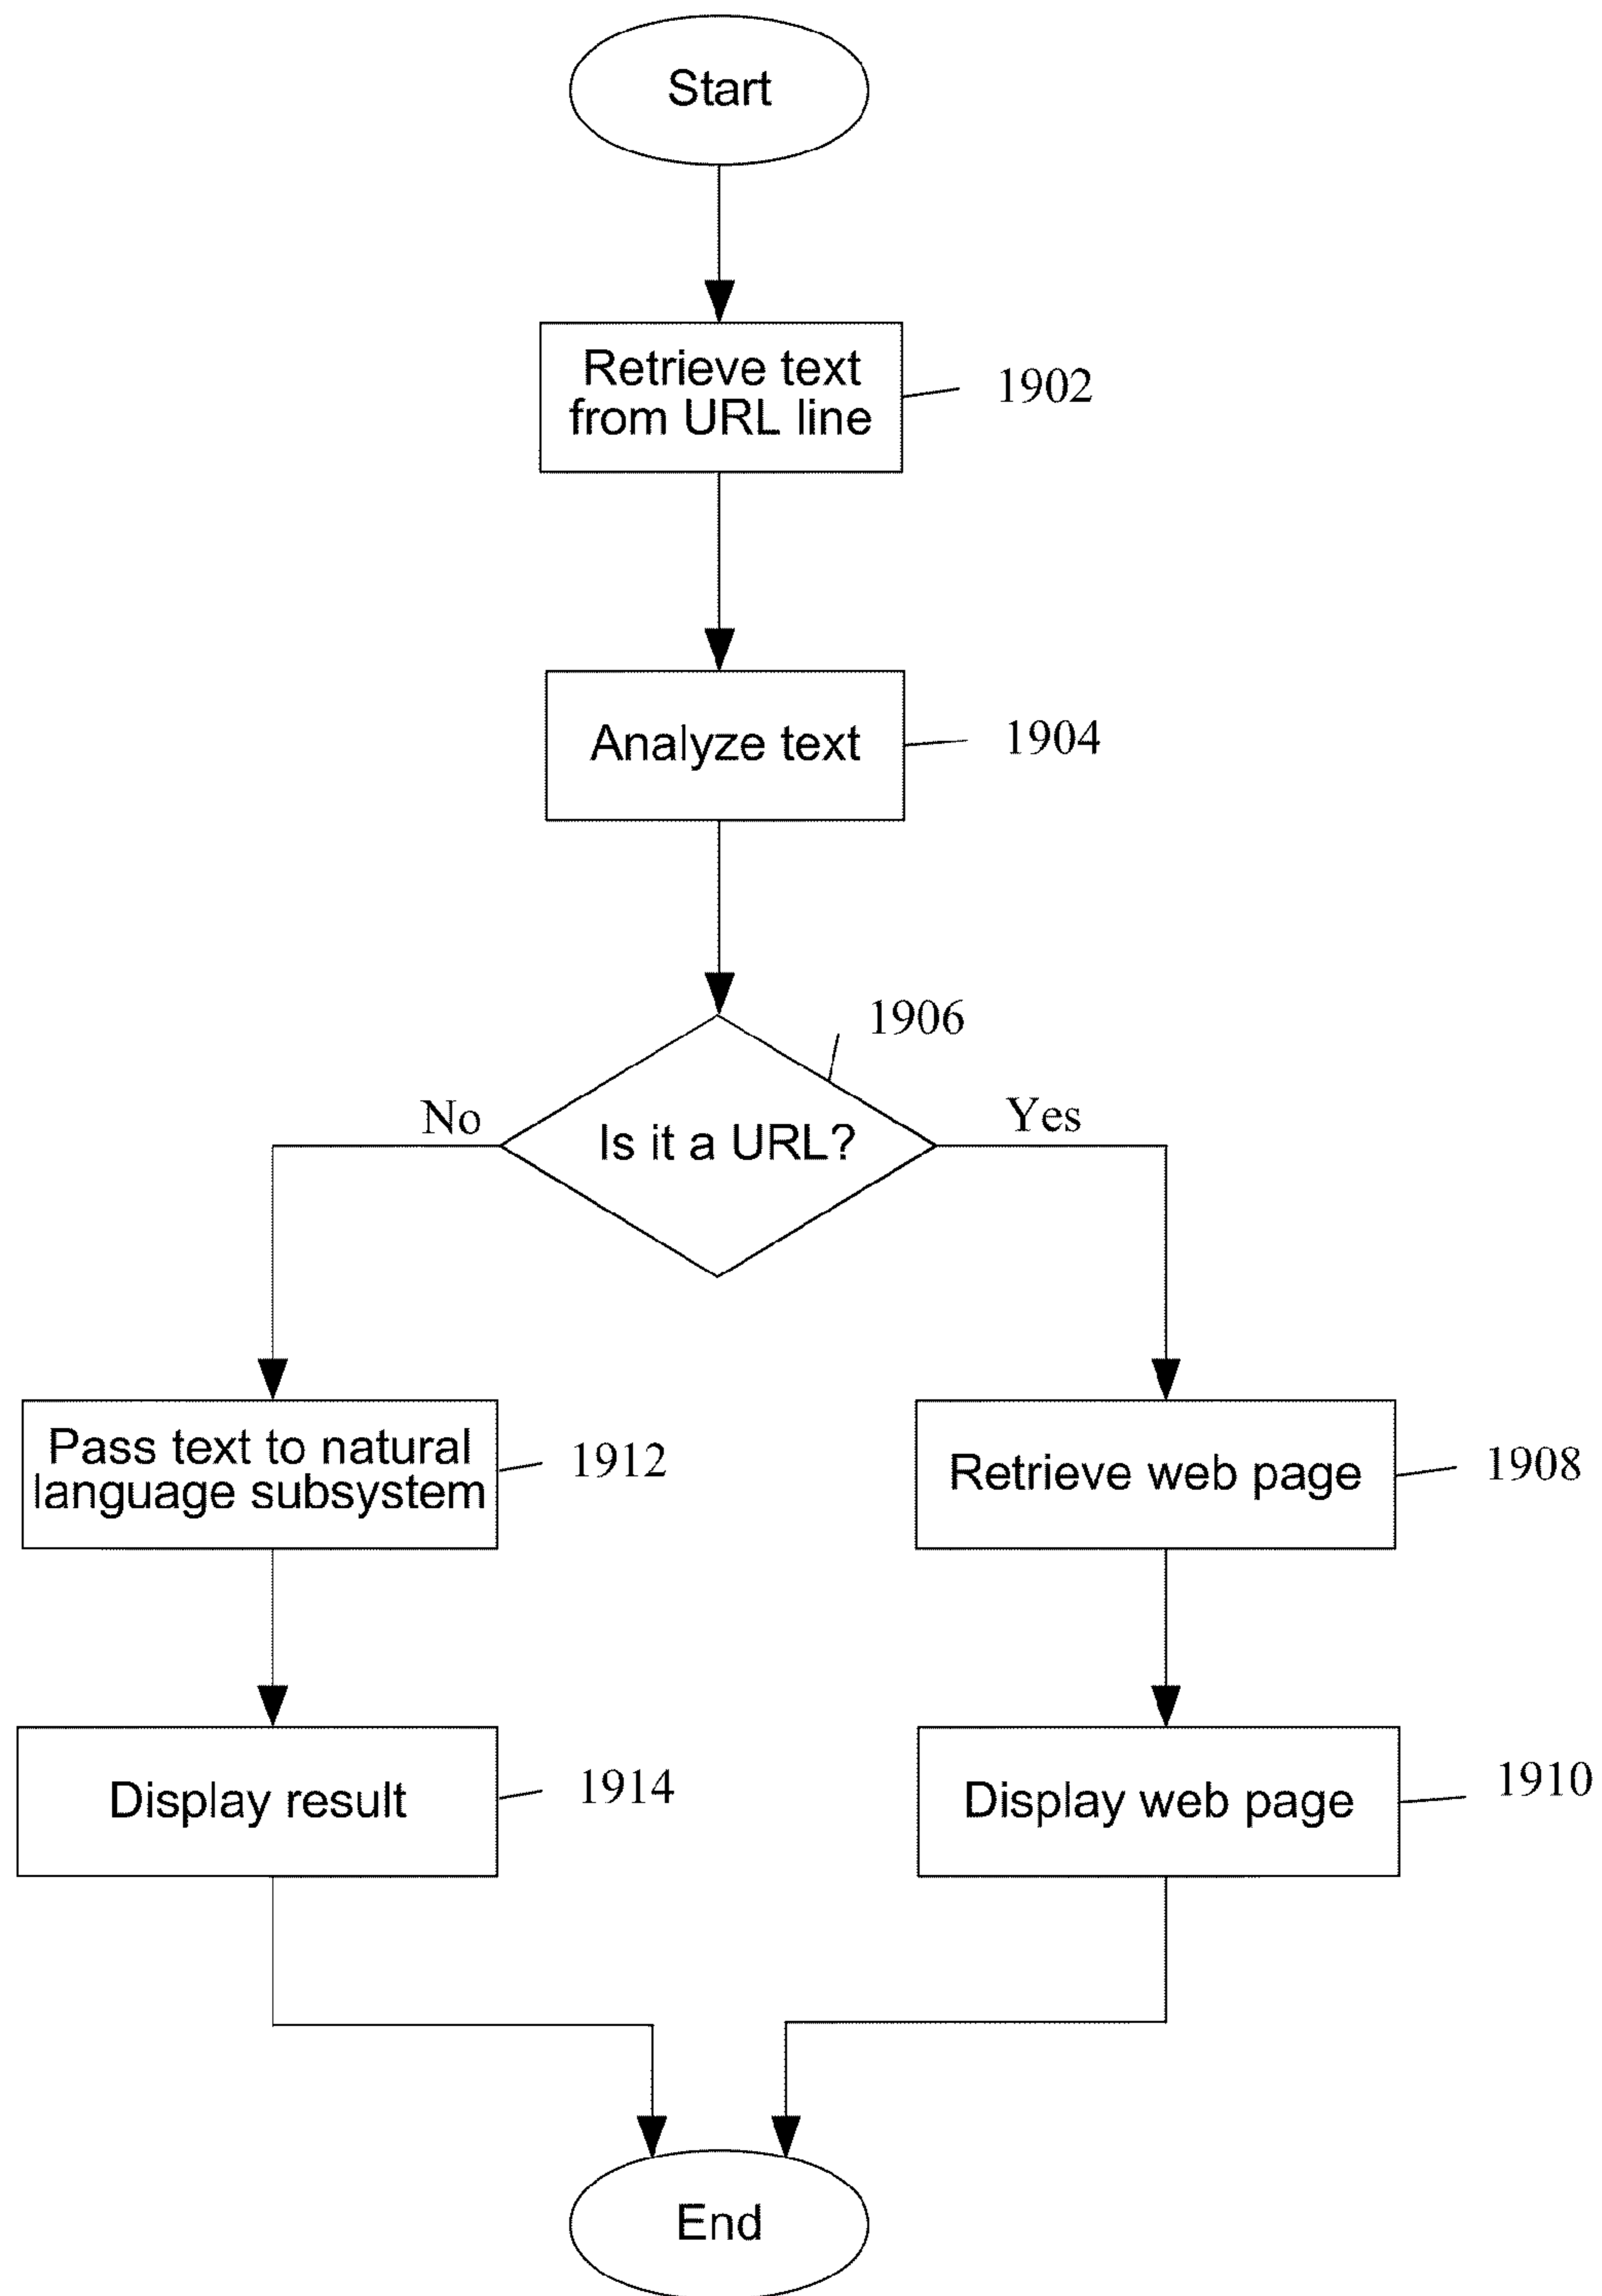 Start
Retrieve text
from URL line
1902
Analyze text
1904
1906
No
Is it a URL?
Yes
Pass text to natural
language subsystem
1912
Retrieve web page
1908
Display result
1914
Display web page
1910
End